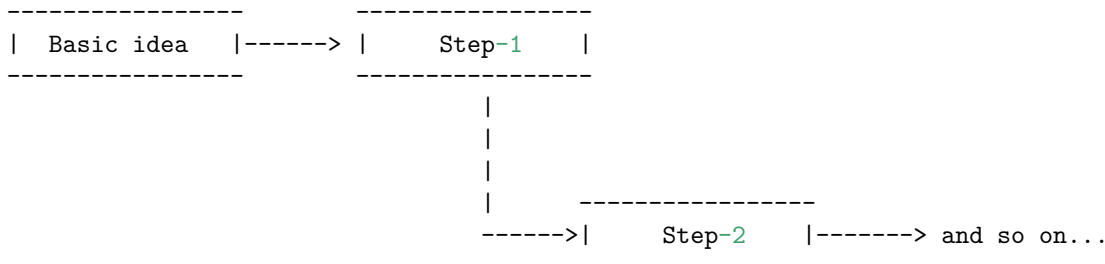 Basic idea |------> | Step-1 |
Step-2 |-------> and so on...